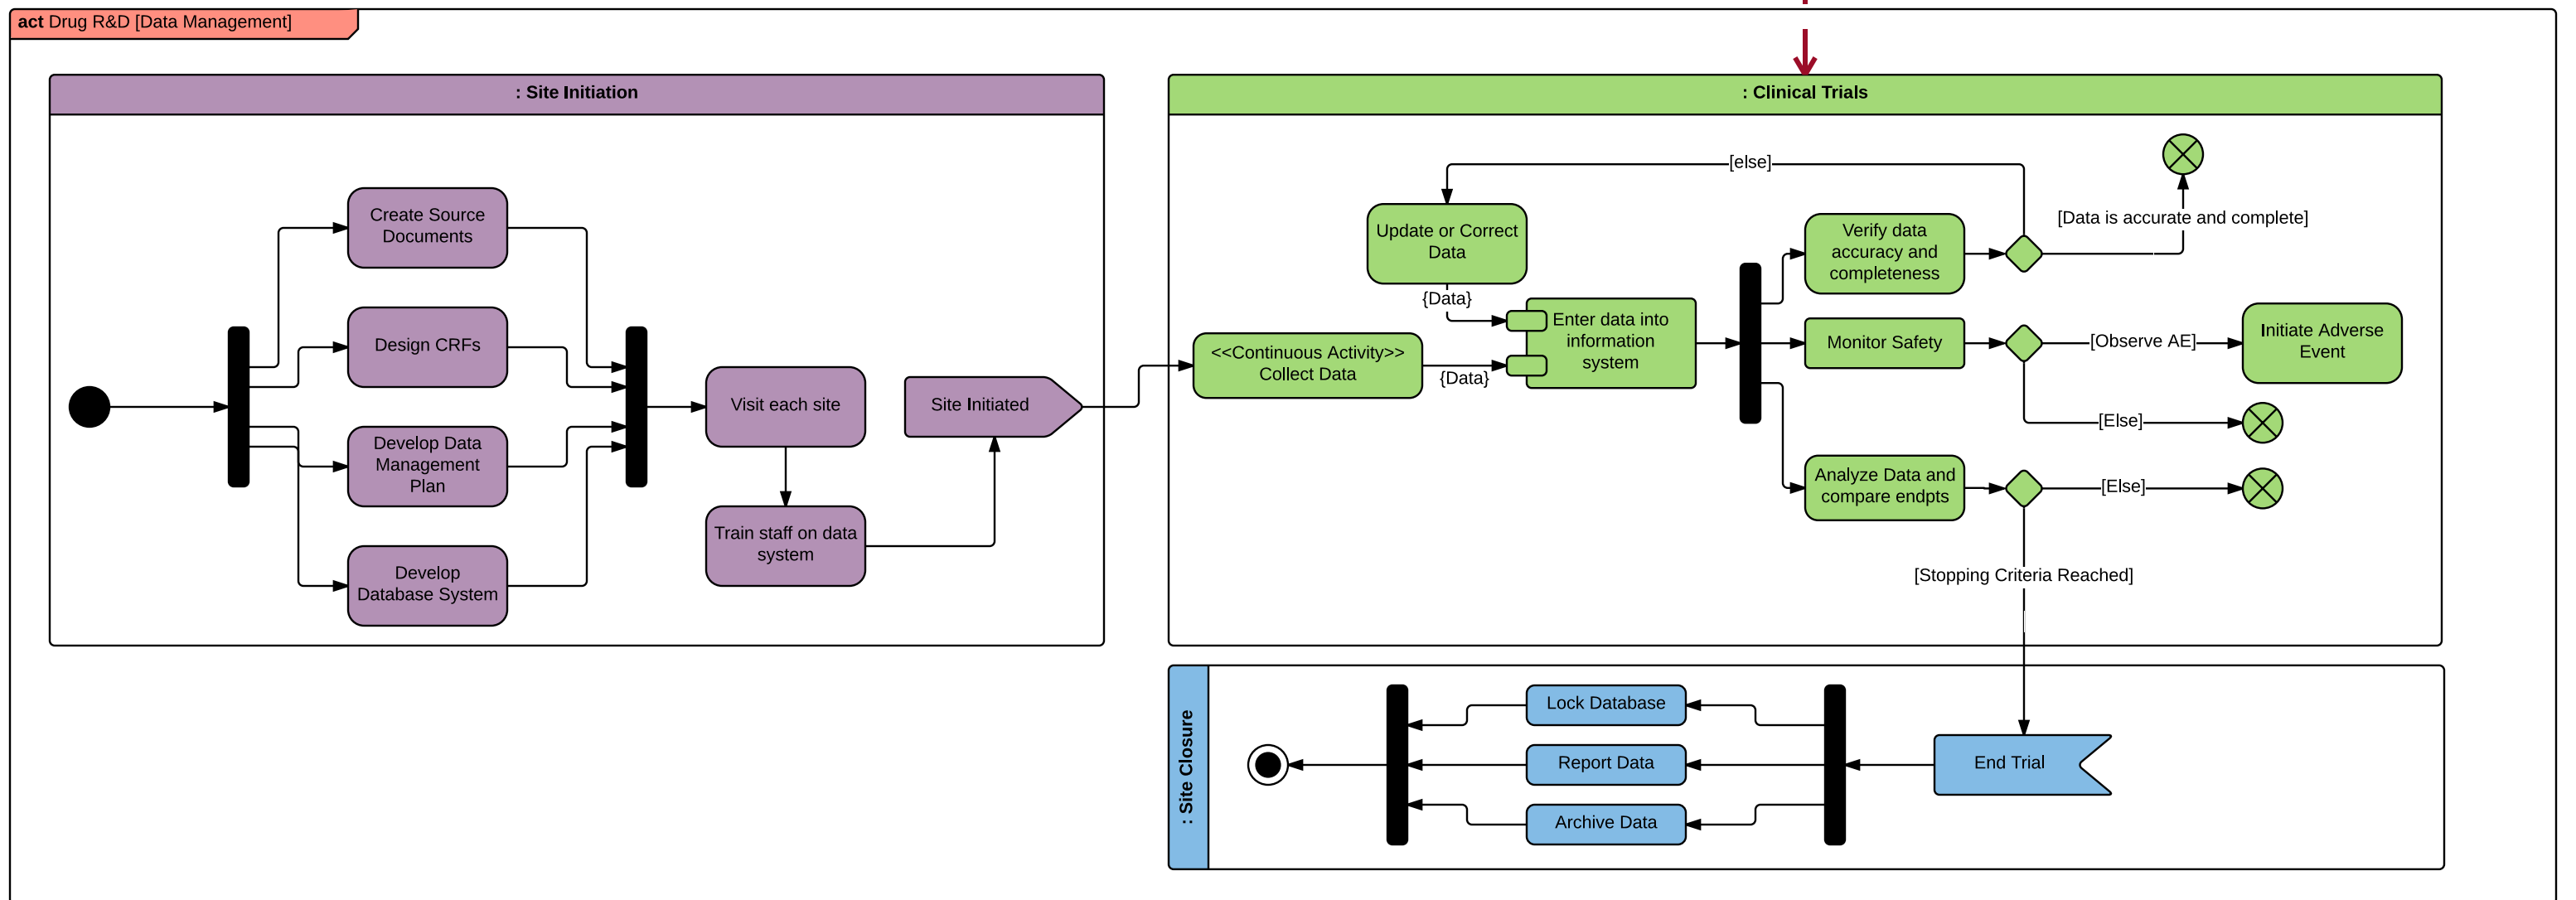 act Drug R&D [Data Management]
: Site Initiation
Create Source
Documents
Design CRFs
Develop Data
Management
Plan
Develop
Database System
Visit each site
Train staff on data
system
Site Initiated
: Clinical Trials
[else]
[Data is accurate and complete]
Update or Correct
Data
{Data}
<<Continuous Activity>>
Collect Data
{Data}
Enter data into
information
system
Verify data
accuracy and
completeness
Monitor Safety
[Observe AE]
Initiate Adverse
Event
[Else]
Analyze Data and
compare endpts
[Else]
[Stopping Criteria Reached]
: Site Closure
Lock Database
Report Data
Archive Data
End Trial